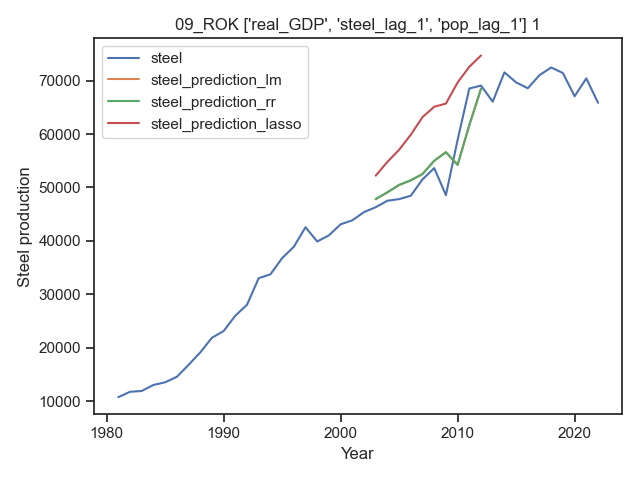 09_ROK ['real_GDP', 'steel_lag_1', 'pop_lag_1'] 1
steel
steel_prediction_lm
steel_prediction_rr
steel_prediction_lasso
Steel production
70000
60000
50000
40000
30000
20000
10000
1980 1990 2000 2010 2020
Year